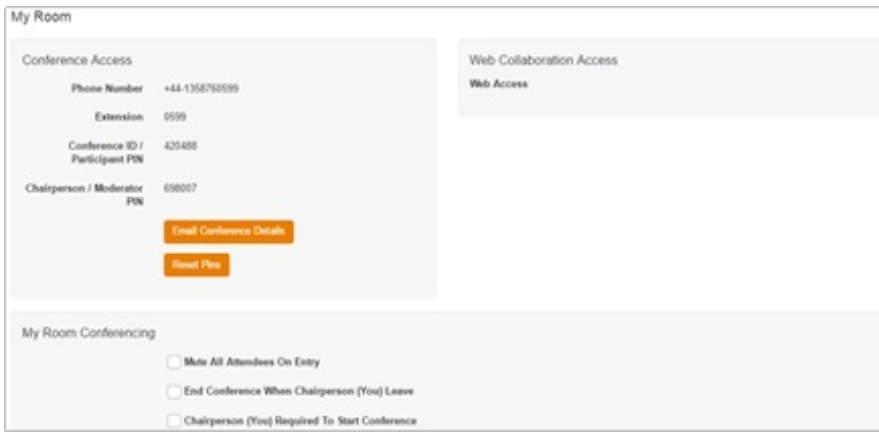 My Room
Conference Access
Phone Number +44-1358760599
Extension 0599
Conference ID /
Participant PIN 420488
Chairperson / Moderator
PIN 698007
Email Conference Details
Reset Pins
Web Collaboration Access
Web Access
My Room Conferencing
Mute All Attendees On Entry
End Conference When Chairperson (You) Leave
Chairperson (You) Required To Start Conference